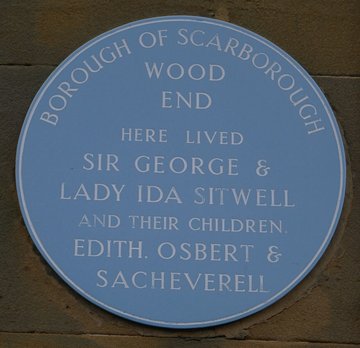 BOROUGH OF SCARBOROUGH
WOOD
END
HERE LIVED
SIR GEORGE &
LADY IDA SITWELL
AND THEIR CHILDREN.
EDITH. OSBERT &
SACHEVERELL